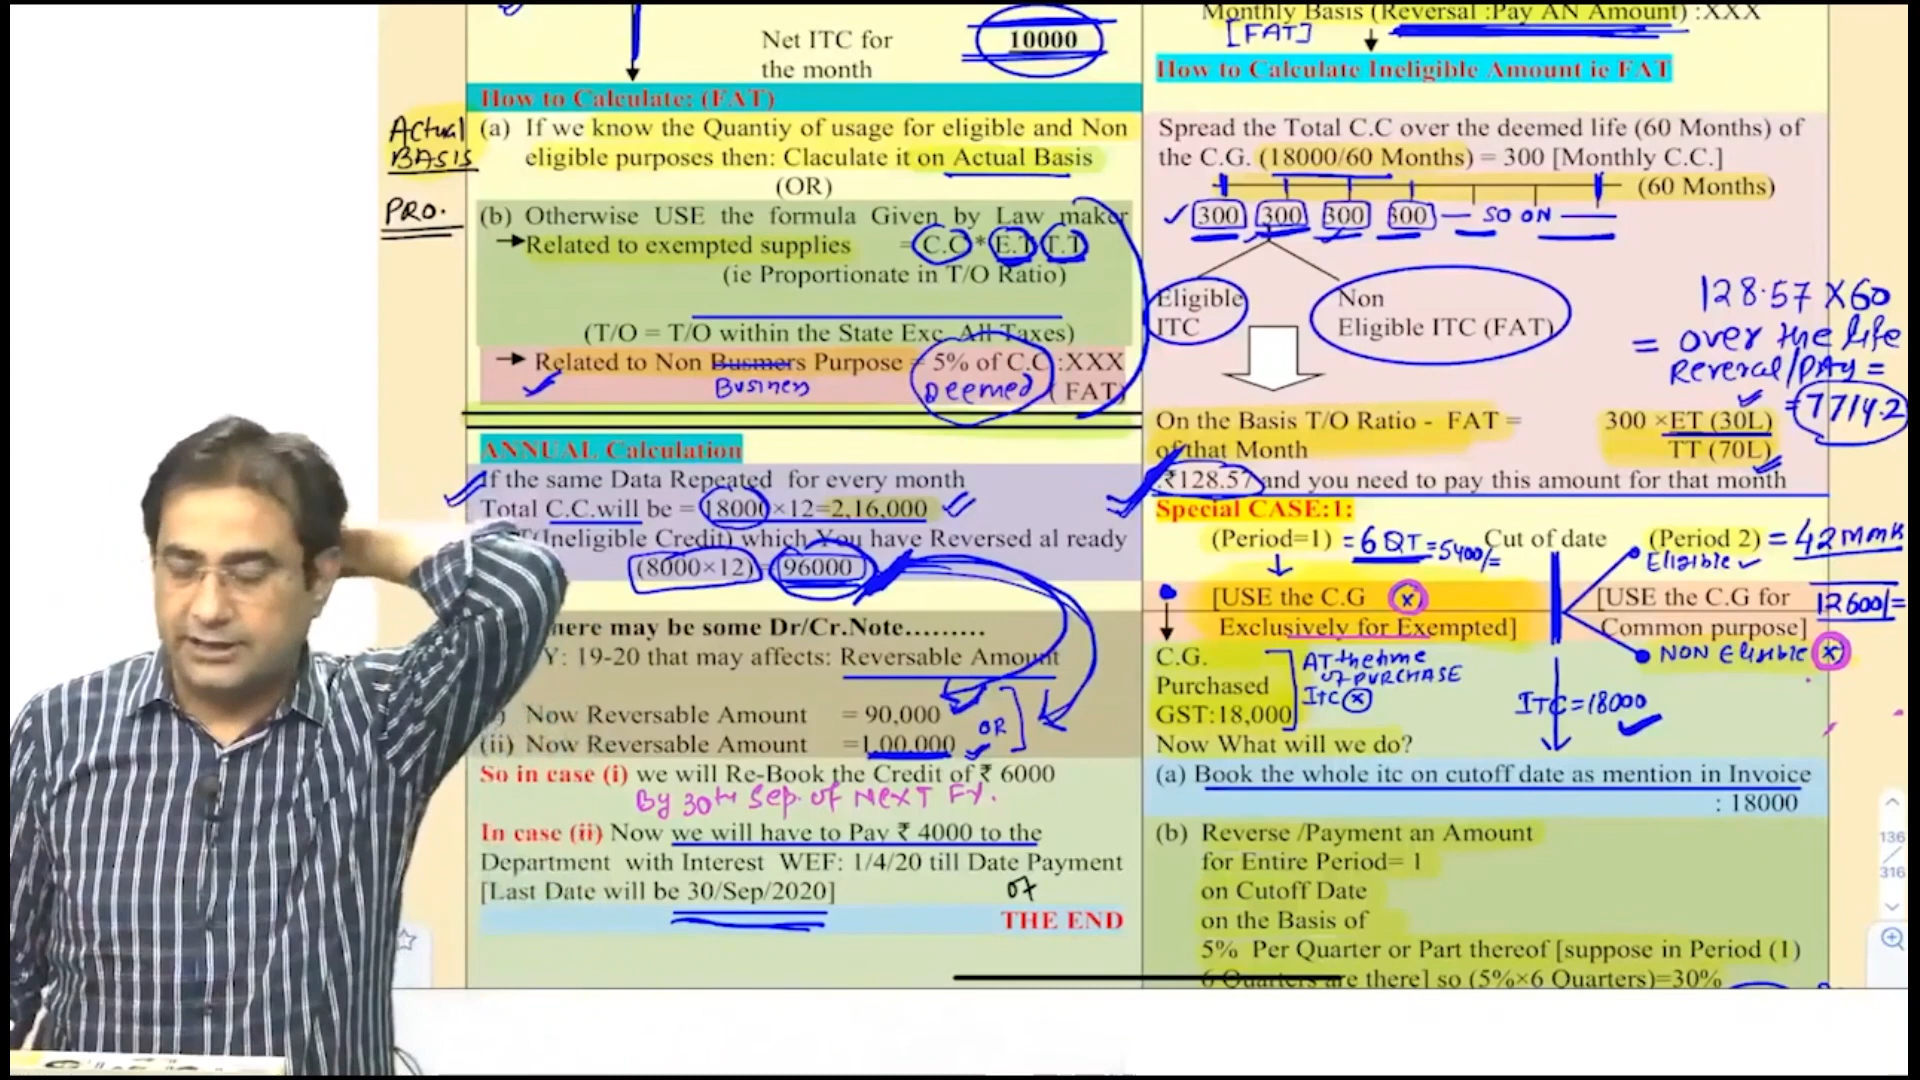 Net ITC for 10000
the month
How to Calculate: (FAT)
Actual
BASIS
(a) If we know the Quantiy of usage for eligible and Non
eligible purposes then: Claculate it on Actual Basis
(OR)
PRO.
(b) Otherwise USE the formula Given by Law maker
Related to exempted supplies = C.C * E.T T.T
(ie Proportionate in T/O Ratio)
(T/O = T/O within the State Exc. All Taxes)
Related to Non Busmers Purpose = 5% of C.C :XXX
Business Deemed (FAT)
ANNUAL Calculation
If the same Data Repeated for every month
Total C.C.will be = 18000×12=2,16,000
(Ineligible Credit) which You have Reversed al ready
(8000×12) 96000
here may be some Dr/Cr.Note.........
Y: 19-20 that may affects: Reversable Amount
Now Reversable Amount = 90,000
OR
(ii) Now Reversable Amount =1,00,000
So in case (i) we will Re-Book the Credit of ₹ 6000
By 30th Sep. of Next FY.
In case (ii) Now we will have to Pay ₹ 4000 to the
Department with Interest WEF: 1/4/20 till Date Payment
of
[Last Date will be 30/Sep/2020]
THE END
Monthly Basis (Reversal :Pay AN Amount) :XXX
[FAT]
How to Calculate Ineligible Amount ie FAT
Spread the Total C.C over the deemed life (60 Months) of
the C.G. (18000/60 Months) = 300 [Monthly C.C.]
(60 Months)
300 300 300 300 — SO ON —
Eligible Non
ITC Eligible ITC (FAT)
128.57 X 60
= over the life
Reveral/PAy =
= 7714.2
On the Basis T/O Ratio - FAT = 300 ×ET (30L)
of that Month TT (70L)
:₹128.57 and you need to pay this amount for that month
Special CASE:1:
(Period=1) = 6 QT = 5400/= Cut of date (Period 2) = 42 MMK
Eligible
[USE the C.G (x) [USE the C.G for 12600/=
Exclusively for Exempted] Common purpose]
NON Eligible (x)
C.G.
Purchased
GST:18,000
AT the time
of PURCHASE
Itc (x)
ITC = 18000
Now What will we do?
(a) Book the whole itc on cutoff date as mention in Invoice
: 18000
(b) Reverse /Payment an Amount
for Entire Period= 1
on Cutoff Date
on the Basis of
5% Per Quarter or Part thereof [suppose in Period (1)
6 Quarters are there] so (5%×6 Quarters)=30%
136
316